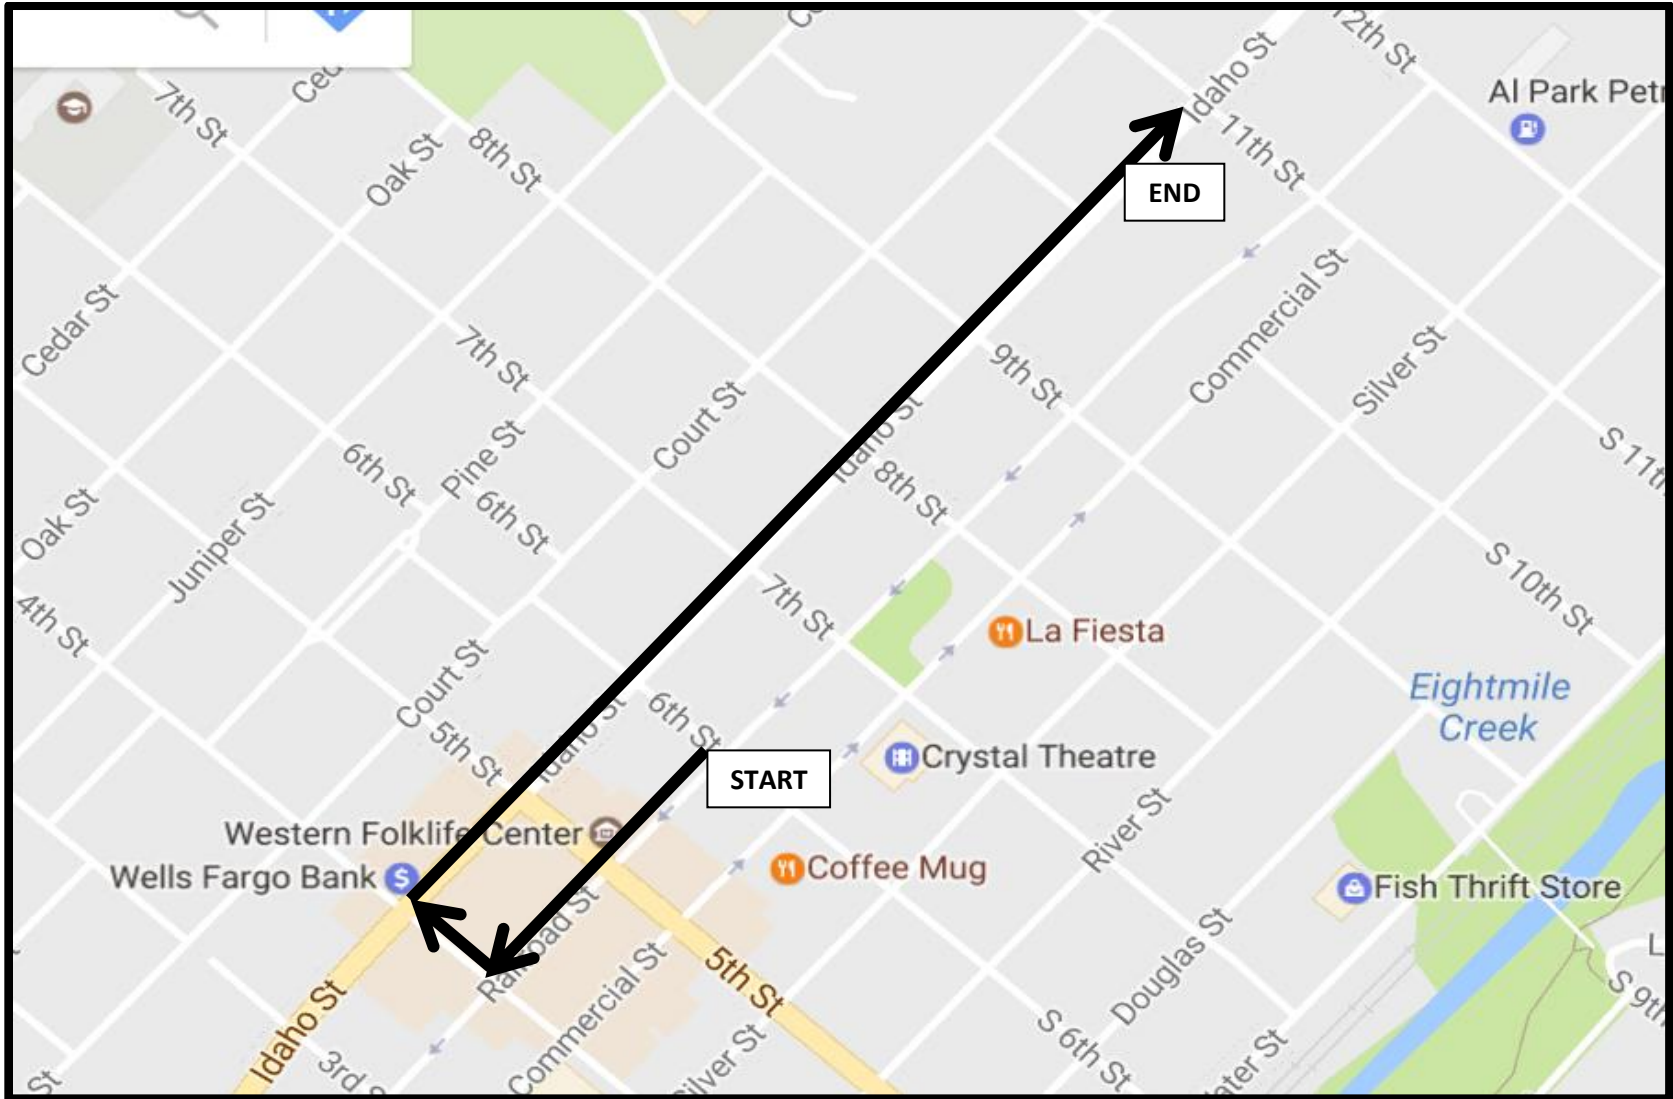 12th St
Idaho St
Al Park Petr
7th St
Oak St
8th St
11th St
END
Cedar St
7th St
Commercial St
9th St
Silver St
Court St
Idaho St
S 11th
6th St
Pine St
8th St
Oak St
Juniper St
6th St
S 10th St
4th St
7th St
La Fiesta
Court St
Eightmile
Creek
5th St
Idaho St
6th St
START
Crystal Theatre
Western Folklife Center
Wells Fargo Bank
River St
Coffee Mug
Fish Thrift Store
Railroad St
Commercial St
5th St
Douglas St
S 9th
Idaho St
3rd S
Silver St
S 6th St
ater St
St